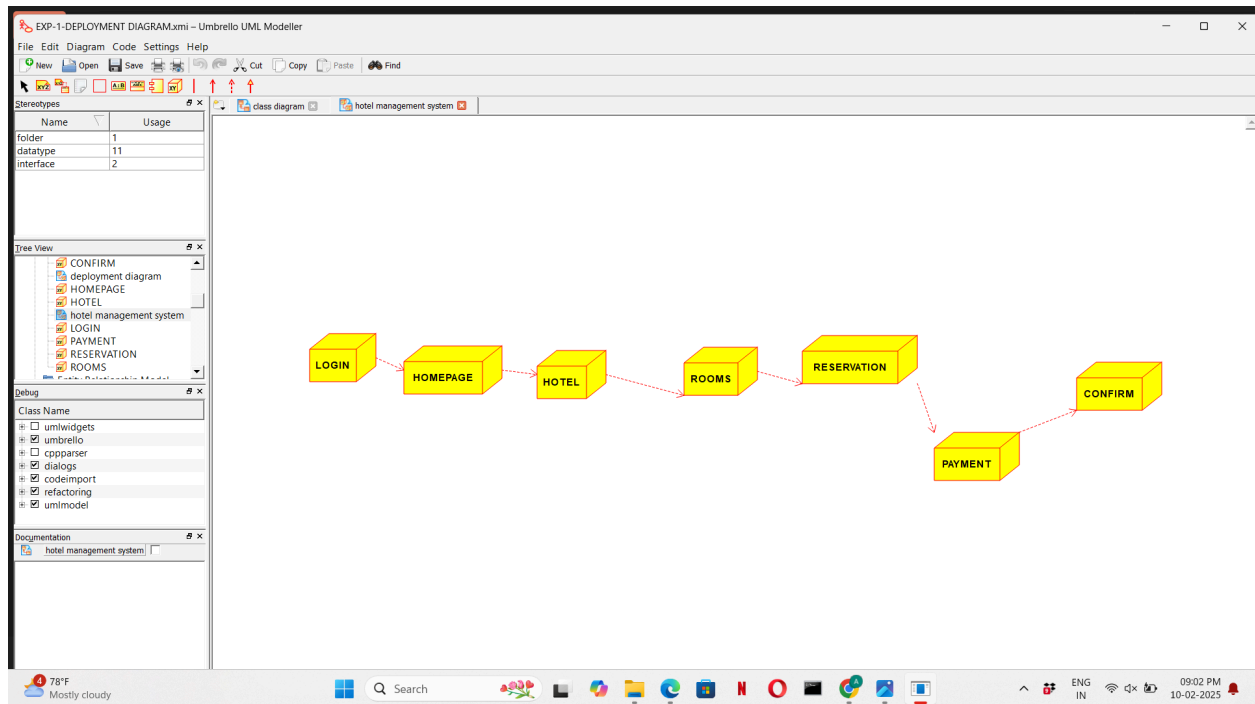 EXP-1-DEPLOYMENT DIAGRAM.xmi – Umbrello UML Modeller
File Edit Diagram Code Settings Help
New Open Save Cut Copy Paste Find
Stereotypes
class diagram hotel management system
Name Usage
folder 1
datatype 11
interface 2
Tree View
CONFIRM
deployment diagram
HOMEPAGE
HOTEL
hotel management system
LOGIN
PAYMENT
RESERVATION
ROOMS
Debug
Class Name
umlwidgets
umbrello
cppparser
dialogs
codeimport
refactoring
umlmodel
Documentation
hotel management system
LOGIN
HOMEPAGE
HOTEL
ROOMS
RESERVATION
PAYMENT
CONFIRM
4
78°F
Mostly cloudy
Search
ENG
IN
09:02 PM
10-02-2025